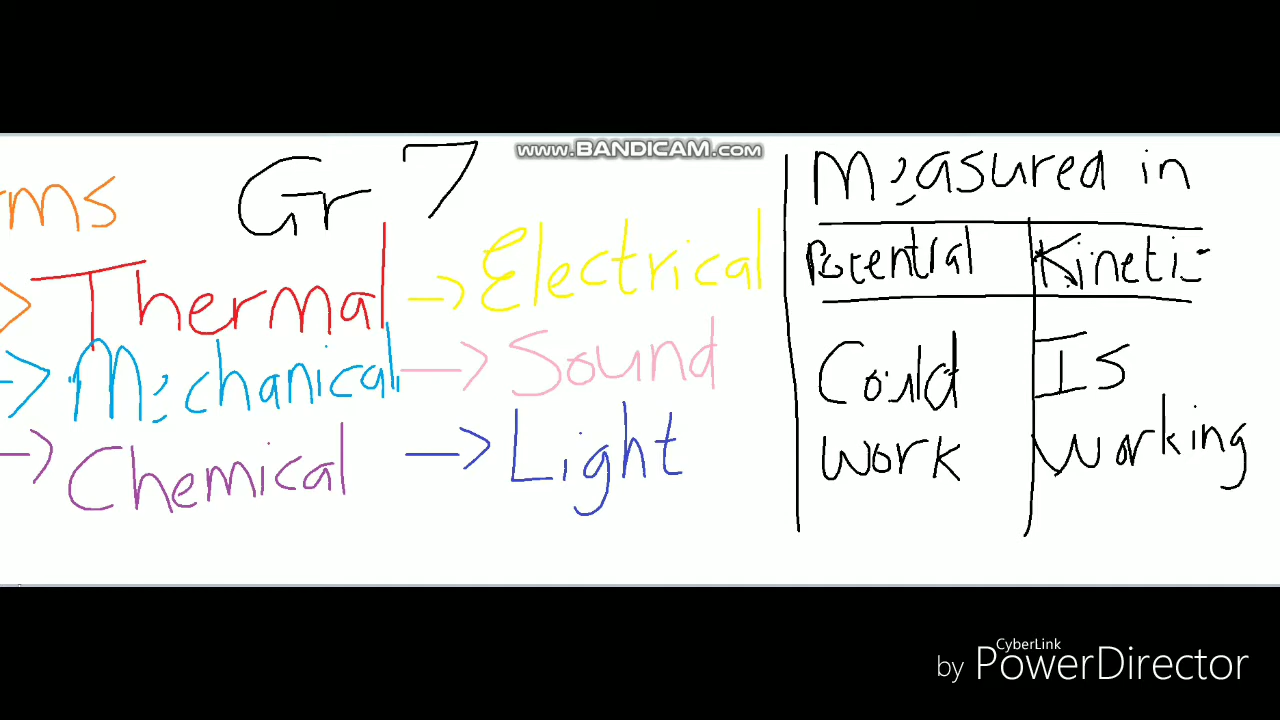 www.BANDICAM.com
rms
Gr 7
→ Thermal
→ Mechanical
→ Chemical
→ Electrical
→ Sound
→ Light
Measured in
Potential Kinetic
Could Is
work working
CyberLink
by PowerDirector